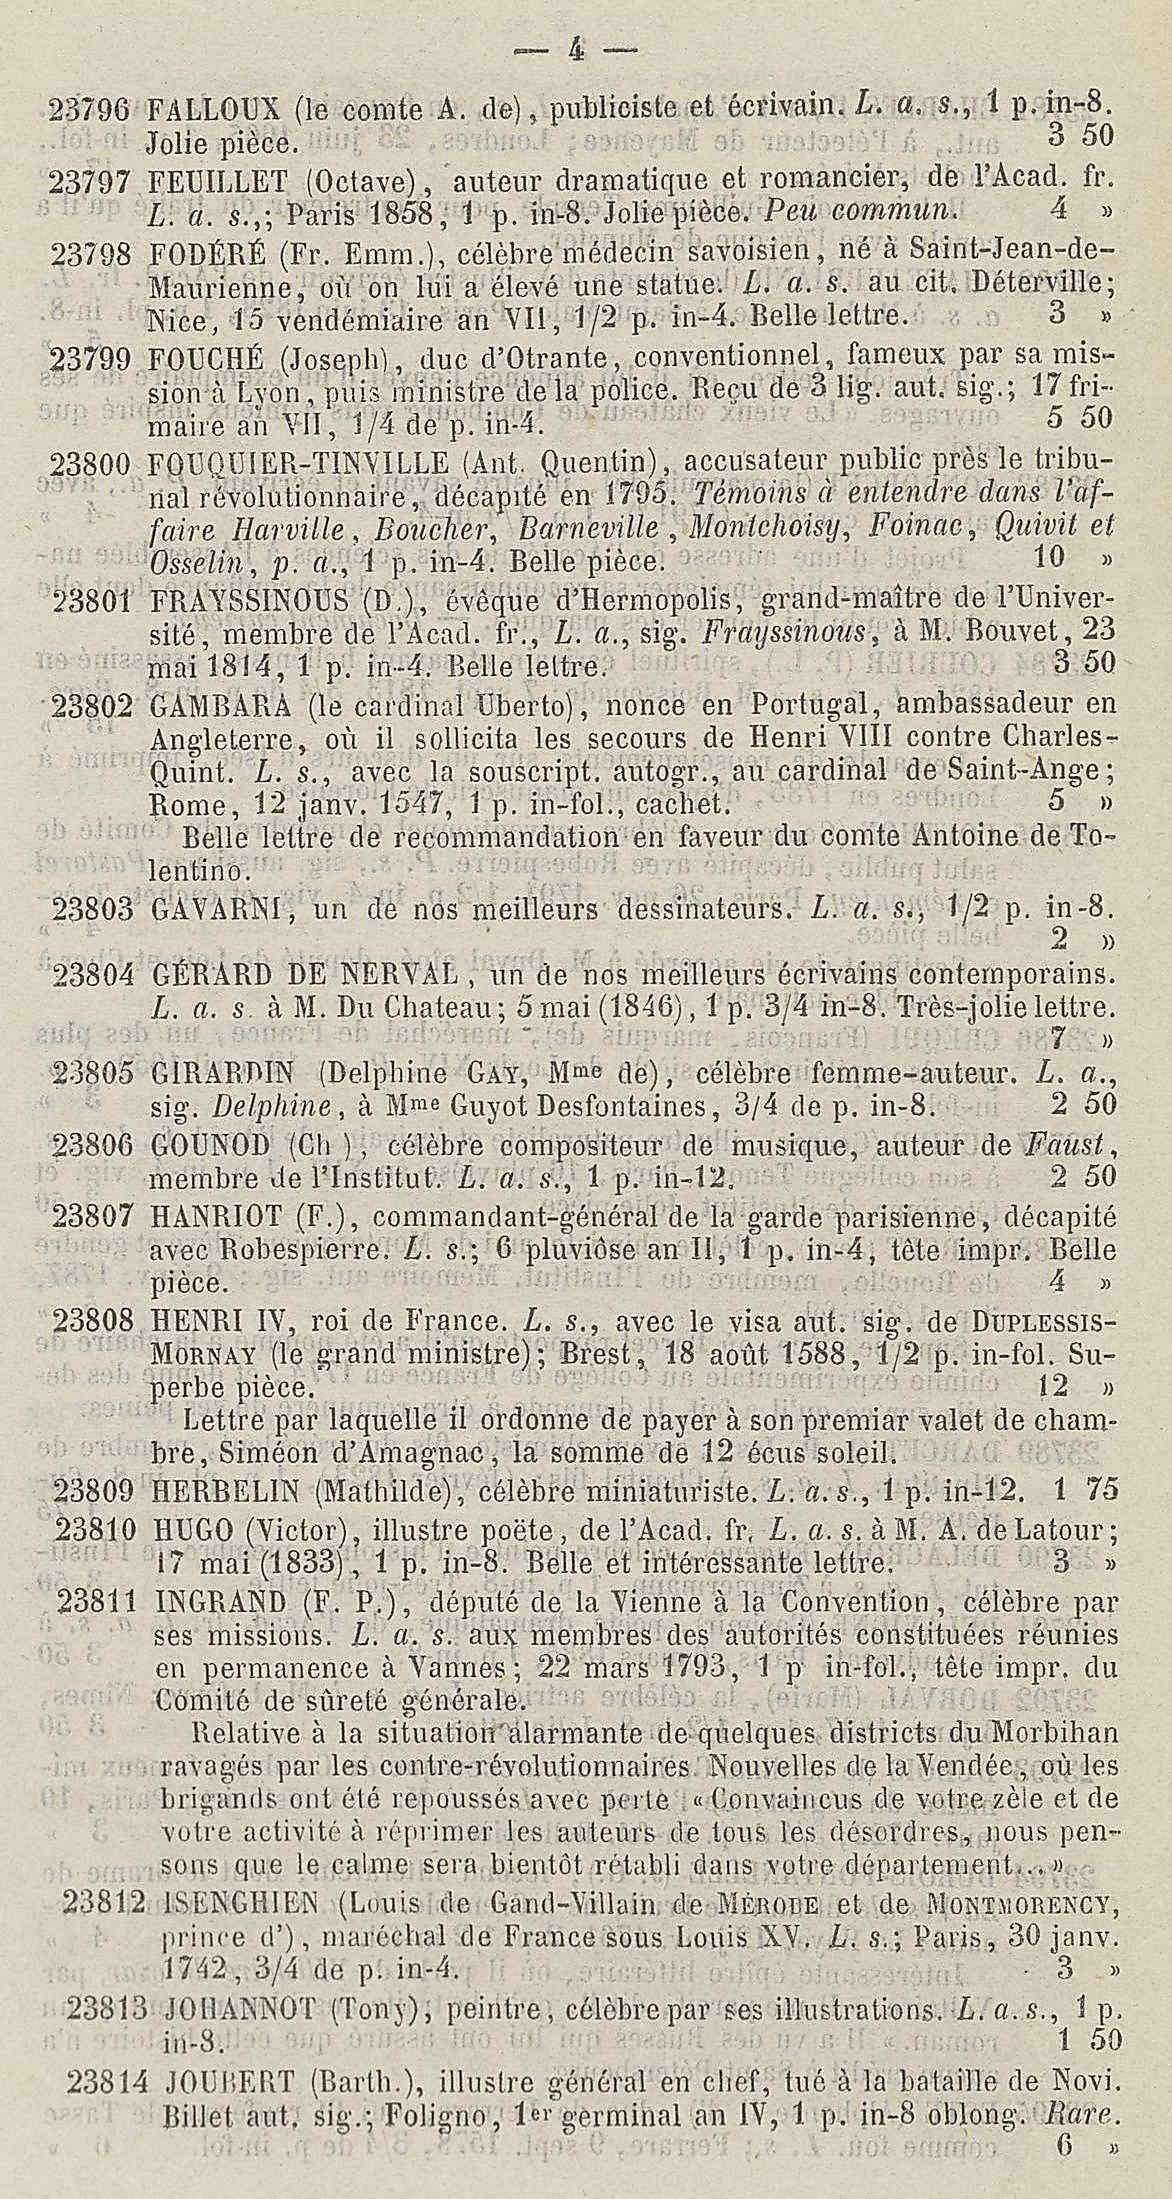 — 4 —
23796 FALLOUX (le comte A. de), publiciste et écrivain. L. a. s., 1 p. in-8.
Jolie pièce. 3 50
23797 FEUILLET (Octave), auteur dramatique et romancier, de l'Acad. fr.
L. a. s.,; Paris 1858, 1 p. in-8. Jolie pièce. Peu commun. 4 »
23798 FODÉRÉ (Fr. Emm.), célèbre médecin savoisien, né à Saint-Jean-de-
Maurienne, où on lui a élevé une statue. L. a. s. au cit. Déterville;
Nice, 15 vendémiaire an VII, 1/2 p. in-4. Belle lettre. 3 »
23799 FOUCHÉ (Joseph), duc d'Otrante, conventionnel, fameux par sa mis-
sion à Lyon, puis ministre de la police. Reçu de 3 lig. aut. sig.; 17 fri-
maire an VII, 1/4 de p. in-4. 5 50
23800 FOUQUIER-TINVILLE (Ant. Quentin), accusateur public près le tribu-
nal révolutionnaire, décapité en 1795. Témoins à entendre dans l'af-
faire Harville, Boucher, Barneville, Montchoisy, Foinac, Quivit et
Osselin, p. a., 1 p. in-4. Belle pièce. 10 »
23801 FRAYSSINOUS (D.), évêque d'Hermopolis, grand-maître de l'Univer-
sité, membre de l'Acad. fr., L. a., sig. Frayssinous, à M. Bouvet, 23
mai 1814, 1 p. in-4. Belle lettre. 3 50
23802 GAMBARA (le cardinal Uberto), nonce en Portugal, ambassadeur en
Angleterre, où il sollicita les secours de Henri VIII contre Charles-
Quint. L. s., avec la souscript. autogr., au cardinal de Saint-Ange;
Rome, 12 janv. 1547, 1 p. in-fol., cachet. 5 »
Belle lettre de recommandation en faveur du comte Antoine de To-
lentino.
23803 GAVARNI, un de nos meilleurs dessinateurs. L. a. s., 1/2 p. in-8.
2 »
23804 GÉRARD DE NERVAL, un de nos meilleurs écrivains contemporains.
L. a. s. à M. Du Chateau; 5 mai (1846), 1 p. 3/4 in-8. Très-jolie lettre.
7 »
23805 GIRARDIN (Delphine GAY, Mme de), célèbre femme-auteur. L. a.,
sig. Delphine, à Mme Guyot Desfontaines, 3/4 de p. in-8. 2 50
23806 GOUNOD (Ch ), célèbre compositeur de musique, auteur de Faust,
membre de l'Institut. L. a. s., 1 p. in-12. 2 50
23807 HANRIOT (F.), commandant-général de la garde parisienne, décapité
avec Robespierre. L. s.; 6 pluviôse an II, 1 p. in-4, tête impr. Belle
pièce. 4 »
23808 HENRI IV, roi de France. L. s., avec le visa aut. sig. de DUPLESSIS-
MORNAY (le grand ministre); Brest, 18 août 1588, 1/2 p. in-fol. Su-
perbe pièce. 12 »
Lettre par laquelle il ordonne de payer à son premiar valet de cham-
bre, Siméon d'Amagnac, la somme de 12 écus soleil.
23809 HERBELIN (Mathilde), célèbre miniaturiste. L. a. s., 1 p. in-12. 1 75
23810 HUGO (Victor), illustre poëte, de l'Acad. fr. L. a. s. à M. A. de Latour;
17 mai (1833), 1 p. in-8. Belle et intéressante lettre. 3 »
23811 INGRAND (F. P.), député de la Vienne à la Convention, célèbre par
ses missions. L. a. s. aux membres des autorités constituées réunies
en permanence à Vannes; 22 mars 1793, 1 p in-fol., tête impr. du
Comité de sûreté générale.
Relative à la situation alarmante de quelques districts du Morbihan
ravagés par les contre-révolutionnaires. Nouvelles de la Vendée, où les
brigands ont été repoussés avec perte « Convaincus de votre zèle et de
votre activité à réprimer les auteurs de tous les désordres, nous pen-
sons que le calme sera bientôt rétabli dans votre département...»
23812 ISENGHIEN (Louis de Gand-Villain de MÉRODE et de MONTMORENCY,
prince d'), maréchal de France sous Louis XV. L. s.; Paris, 30 janv.
1742, 3/4 de p. in-4. 3 »
23813 JOHANNOT (Tony), peintre, célèbre par ses illustrations. L. a. s., 1 p.
in-8. 1 50
23814 JOUBERT (Barth.), illustre général en chef, tué à la bataille de Novi.
Billet aut. sig.; Foligno, 1er germinal an IV, 1 p. in-8 oblong. Rare.
6 »